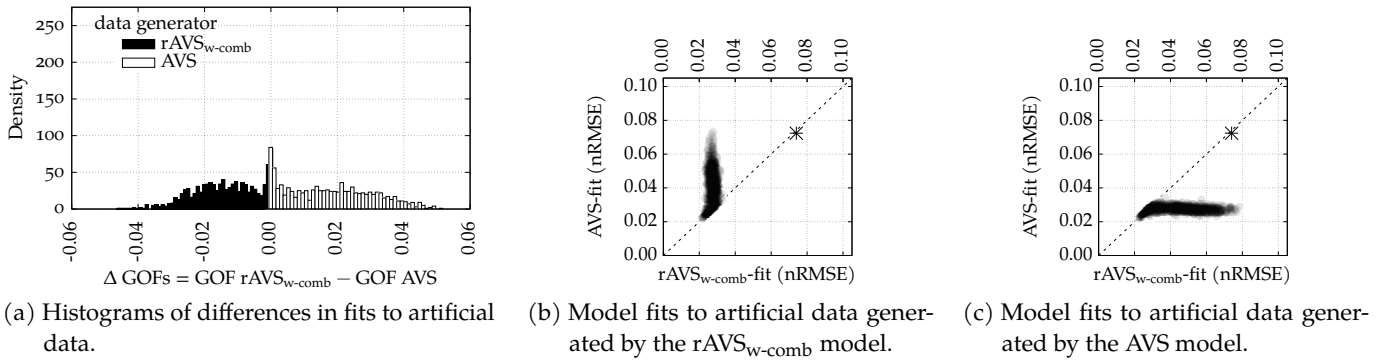 data generator
rAVSw-comb
AVS
250
200
150
100
50
0
Density
-0.06
-0.04
-0.02
0.00
0.02
0.04
0.06
Δ GOFs = GOF rAVSw-comb − GOF AVS
(a) Histograms of differences in fits to artificial
data.
0.00
0.02
0.04
0.06
0.08
0.10
0.10
0.08
0.06
0.04
0.02
0.00
AVS-fit (nRMSE)
rAVSw-comb-fit (nRMSE)
(b) Model fits to artificial data gener-
ated by the rAVSw-comb model.
0.00
0.02
0.04
0.06
0.08
0.10
0.10
0.08
0.06
0.04
0.02
0.00
AVS-fit (nRMSE)
rAVSw-comb-fit (nRMSE)
(c) Model fits to artificial data gener-
ated by the AVS model.